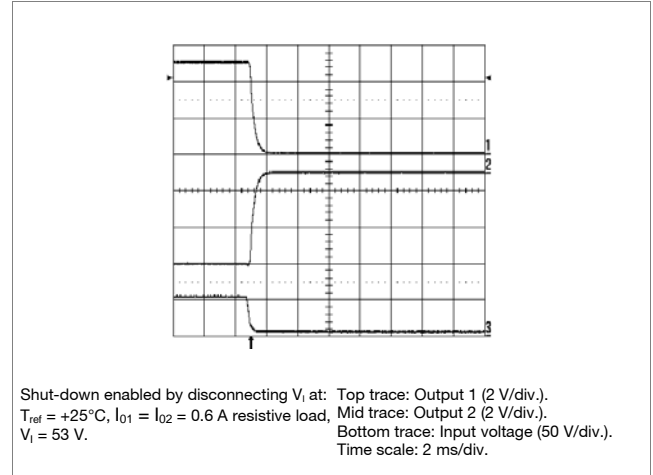 1
2
3
Shut-down enabled by disconnecting VI at:
Tref = +25°C, I01 = I02 = 0.6 A resistive load,
VI = 53 V.
Top trace: Output 1 (2 V/div.).
Mid trace: Output 2 (2 V/div.).
Bottom trace: Input voltage (50 V/div.).
Time scale: 2 ms/div.